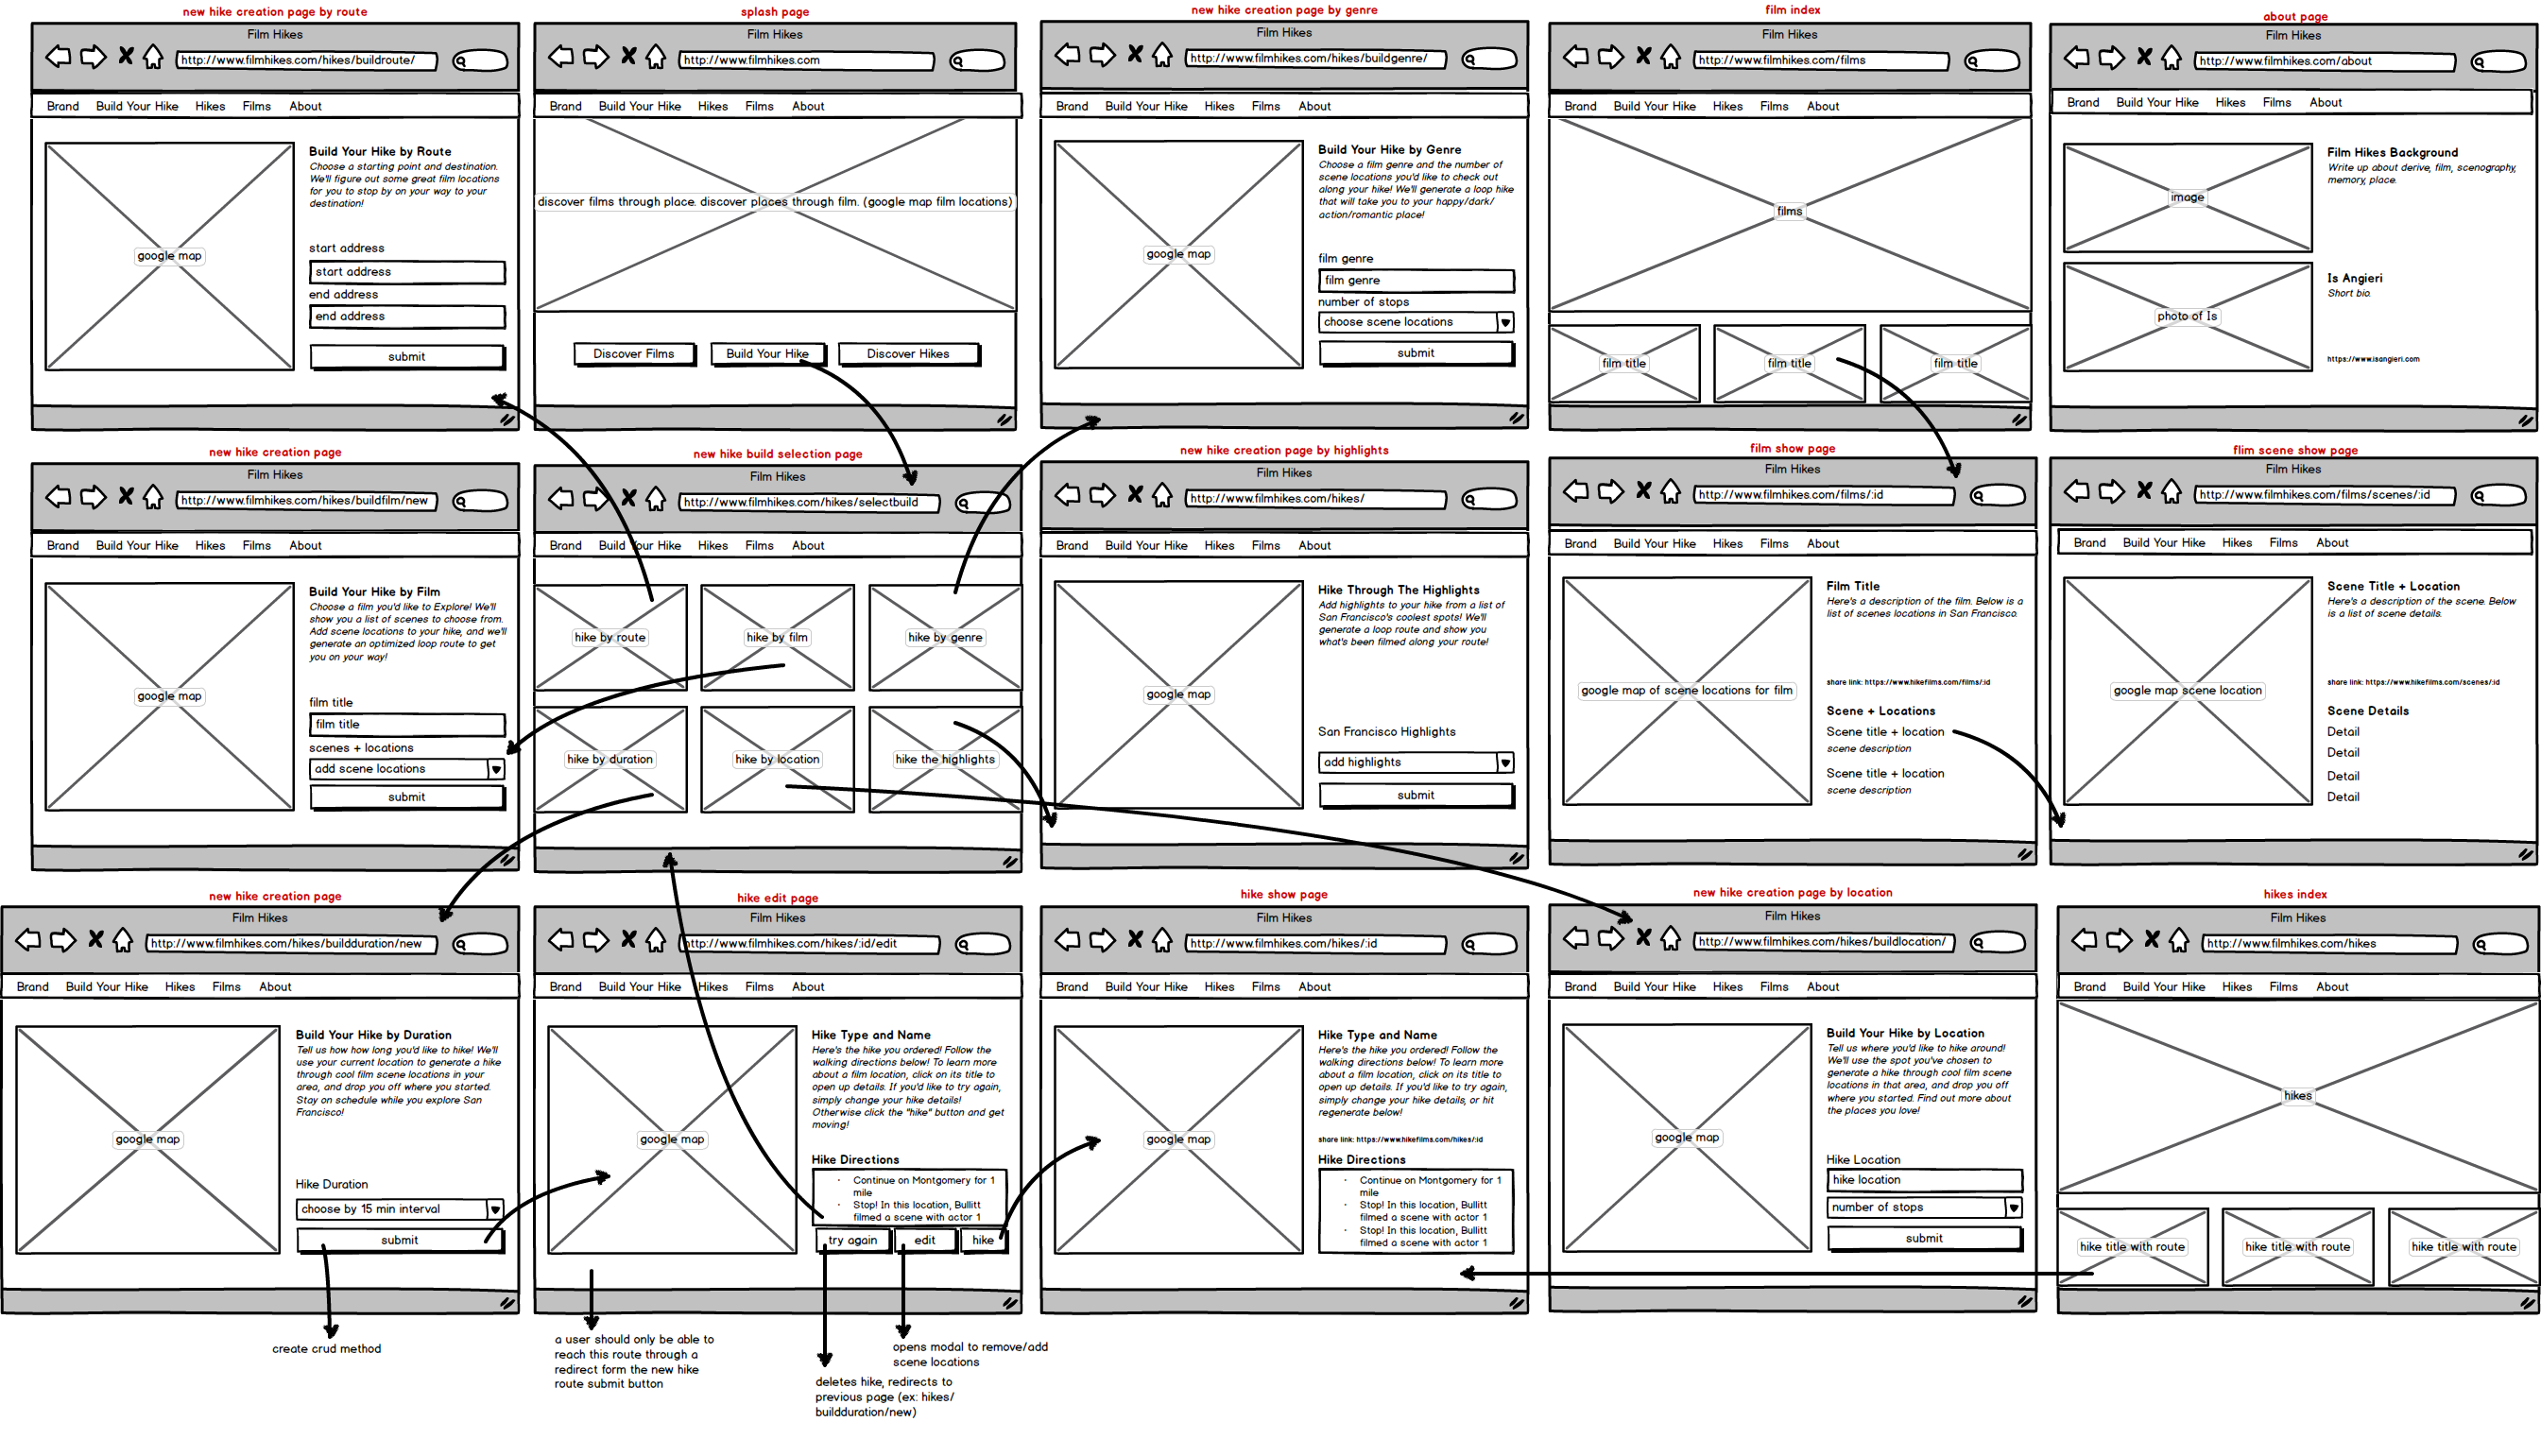 new hike creation page by route
Film Hikes
http://www.filmhikes.com/hikes/buildroute/
Brand Build Your Hike Hikes Films About
google map
Build Your Hike by Route
Choose a starting point and destination.
We'll figure out some great film locations
for you to stop by on your way to your
destination!
start address
start address
end address
end address
submit
splash page
Film Hikes
http://www.filmhikes.com
Brand Build Your Hike Hikes Films About
discover films through place. discover places through film. (google map film locations)
Discover Films Build Your Hike Discover Hikes
new hike creation page by genre
Film Hikes
http://www.filmhikes.com/hikes/buildgenre/
Brand Build Your Hike Hikes Films About
google map
Build Your Hike by Genre
Choose a film genre and the number of
scene locations you'd like to check out
along your hike! We'll generate a loop hike
that will take you to your happy/dark/
action/romantic place!
film genre
film genre
number of stops
choose scene locations
submit
film index
Film Hikes
http://www.filmhikes.com/films
Brand Build Your Hike Hikes Films About
films
film title film title film title
about page
Film Hikes
http://www.filmhikes.com/about
Brand Build Your Hike Hikes Films About
image
Film Hikes Background
Write up about derive, film, scenography,
memory, place.
photo of Is
Is Angieri
Short bio.
https://www.isangieri.com
new hike creation page
Film Hikes
http://www.filmhikes.com/hikes/buildfilm/new
Brand Build Your Hike Hikes Films About
google map
Build Your Hike by Film
Choose a film you'd like to Explore! We'll
show you a list of scenes to choose from.
Add scene locations to your hike, and we'll
generate an optimized loop route to get
you on your way!
film title
film title
scenes + locations
add scene locations
submit
new hike build selection page
Film Hikes
http://www.filmhikes.com/hikes/selectbuild
Brand Build Your Hike Hikes Films About
hike by route hike by film hike by genre
hike by duration hike by location hike the highlights
new hike creation page by highlights
Film Hikes
http://www.filmhikes.com/hikes/
Brand Build Your Hike Hikes Films About
google map
Hike Through The Highlights
Add highlights to your hike from a list of
San Francisco's coolest spots! We'll
generate a loop route and show you
what's been filmed along your route!
San Francisco Highlights
add highlights
submit
film show page
Film Hikes
http://www.filmhikes.com/films/:id
Brand Build Your Hike Hikes Films About
google map of scene locations for film
Film Title
Here's a description of the film. Below is a
list of scenes locations in San Francisco.
share link: https://www.hikefilms.com/films/:id
Scene + Locations
Scene title + location
scene description
Scene title + location
scene description
flim scene show page
Film Hikes
http://www.filmhikes.com/films/scenes/:id
Brand Build Your Hike Hikes Films About
google map scene location
Scene Title + Location
Here's a description of the scene. Below
is a list of scene details.
share link: https://www.hikefilms.com/scenes/:id
Scene Details
Detail
Detail
Detail
Detail
new hike creation page
Film Hikes
http://www.filmhikes.com/hikes/buildduration/new
Brand Build Your Hike Hikes Films About
google map
Build Your Hike by Duration
Tell us how how long you'd like to hike! We'll
use your current location to generate a hike
through cool film scene locations in your
area, and drop you off where you started.
Stay on schedule while you explore San
Francisco!
Hike Duration
choose by 15 min interval
submit
create crud method
hike edit page
Film Hikes
http://www.filmhikes.com/hikes/:id/edit
Brand Build Your Hike Hikes Films About
google map
Hike Type and Name
Here's the hike you ordered! Follow the
walking directions below! To learn more
about a film location, click on its title to
open up details. If you'd like to try again,
simply change your hike details!
Otherwise click the "hike" button and get
moving!
Hike Directions
· Continue on Montgomery for 1
mile
· Stop! In this location, Bullitt
filmed a scene with actor 1
try again edit hike
a user should only be able to
reach this route through a
redirect form the new hike
route submit button
deletes hike, redirects to
previous page (ex: hikes/
buildduration/new)
opens modal to remove/add
scene locations
hike show page
Film Hikes
http://www.filmhikes.com/hikes/:id
Brand Build Your Hike Hikes Films About
google map
Hike Type and Name
Here's the hike you ordered! Follow the
walking directions below! To learn more
about a film location, click on its title to
open up details. If you'd like to try again,
simply change your hike details, or hit
regenerate below!
share link: https://www.hikefilms.com/hikes/:id
Hike Directions
· Continue on Montgomery for 1
mile
· Stop! In this location, Bullitt
filmed a scene with actor 1
· Stop! In this location, Bullitt
filmed a scene with actor 1
new hike creation page by location
Film Hikes
http://www.filmhikes.com/hikes/buildlocation/
Brand Build Your Hike Hikes Films About
google map
Build Your Hike by Location
Tell us where you'd like to hike around!
We'll use the spot you've chosen to
generate a hike through cool film scene
locations in that area, and drop you off
where you started. Find out more about
the places you love!
Hike Location
hike location
number of stops
submit
hikes index
Film Hikes
http://www.filmhikes.com/hikes
Brand Build Your Hike Hikes Films About
hikes
hike title with route hike title with route hike title with route